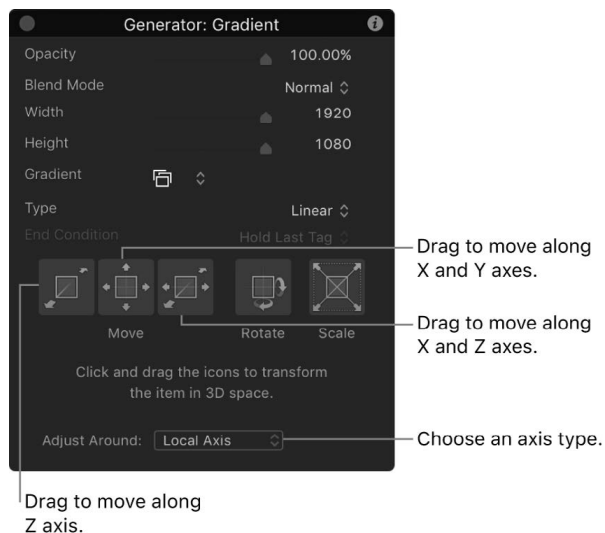 Generator: Gradient
Opacity 100.00%
Blend Mode Normal
Width 1920
Height 1080
Gradient
Type Linear
End Condition Hold Last Tag
Move Rotate Scale
Click and drag the icons to transform
the item in 3D space.
Adjust Around: Local Axis
Drag to move along
X and Y axes.
Drag to move along
X and Z axes.
Choose an axis type.
Drag to move along
Z axis.